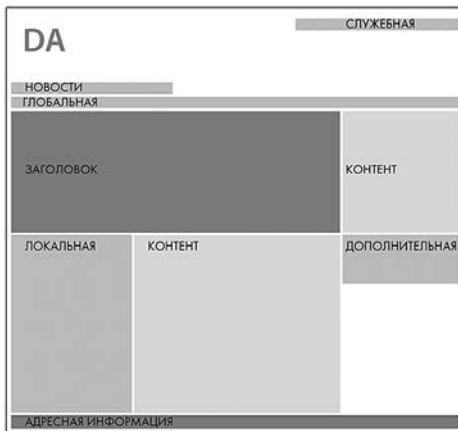 СЛУЖЕБНАЯ
DA
НОВОСТИ
ГЛОБАЛЬНАЯ
ЗАГОЛОВОК
КОНТЕНТ
ЛОКАЛЬНАЯ
КОНТЕНТ
ДОПОЛНИТЕЛЬНАЯ
АДРЕСНАЯ ИНФОРМАЦИЯ